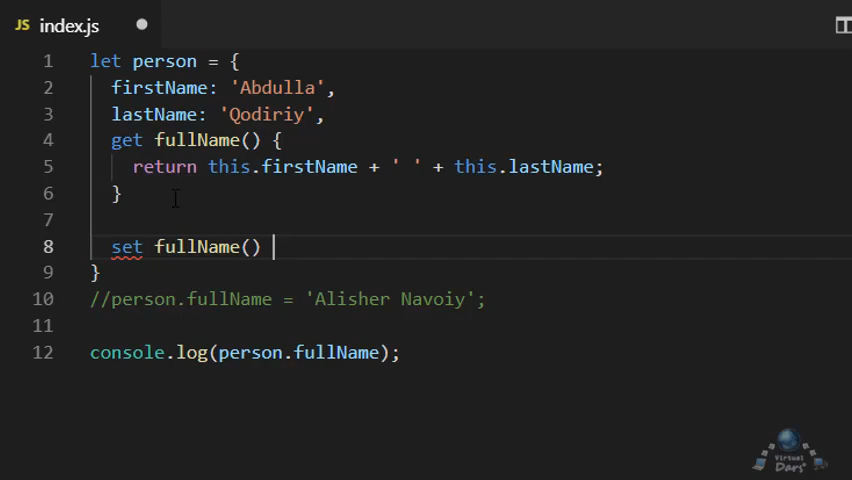 JS index.js
1 let person = {
2 firstName: 'Abdulla',
3 lastName: 'Qodiriy',
4 get fullName() {
5 return this.firstName + ' ' + this.lastName;
6 }
7
8 set fullName()
9 }
10 //person.fullName = 'Alisher Navoiy';
11
12 console.log(person.fullName);
Virtual
Dars